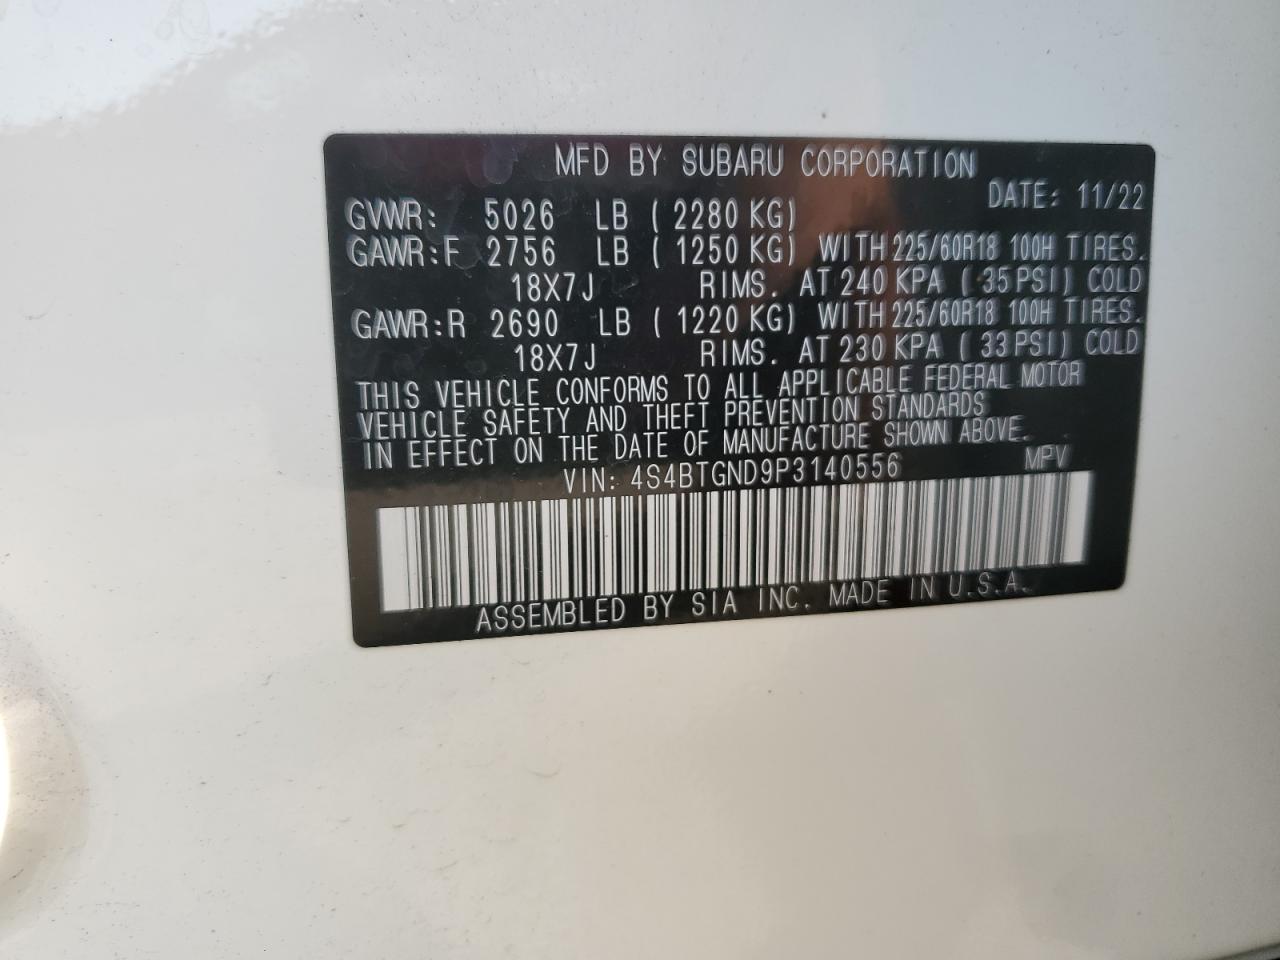 MFD BY SUBARU CORPORATION
DATE: 11/22
GVWR: 5026 LB (2280 KG)
GAWR:F 2756 LB (1250 KG) WITH 225/60R18 100H TIRES.
18X7J RIMS. AT 240 KPA (35 PSI) COLD
GAWR:R 2690 LB (1220 KG) WITH 225/60R18 100H TIRES.
18X7J RIMS. AT 230 KPA (33 PSI) COLD
THIS VEHICLE CONFORMS TO ALL APPLICABLE FEDERAL MOTOR
VEHICLE SAFETY AND THEFT PREVENTION STANDARDS
IN EFFECT ON THE DATE OF MANUFACTURE SHOWN ABOVE.
VIN: 4S4BTGND9P3140556 MPV
ASSEMBLED BY SIA INC. MADE IN U.S.A.